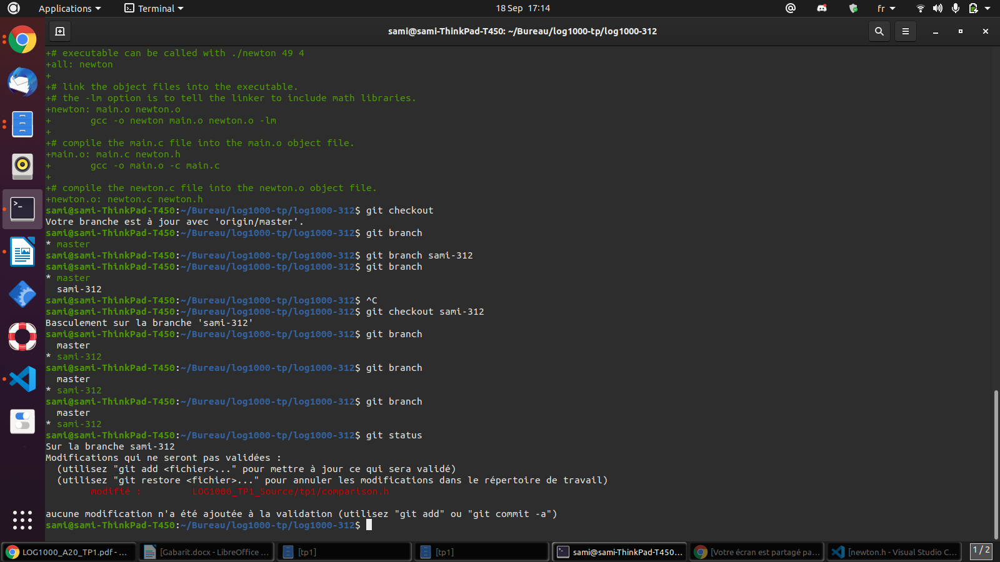 Applications
Terminal
18 Sep 17:14
fr
sami@sami-ThinkPad-T450: ~/Bureau/log1000-tp/log1000-312
+# executable can be called with ./newton 49 4
+all: newton
+
+# link the object files into the executable.
+# the -lm option is to tell the linker to include math libraries.
+newton: main.o newton.o
+       gcc -o newton main.o newton.o -lm
+
+# compile the main.c file into the main.o object file.
+main.o: main.c newton.h
+       gcc -o main.o -c main.c
+
+# compile the newton.c file into the newton.o object file.
+newton.o: newton.c newton.h
sami@sami-ThinkPad-T450:~/Bureau/log1000-tp/log1000-312$ git checkout
Votre branche est à jour avec 'origin/master'.
sami@sami-ThinkPad-T450:~/Bureau/log1000-tp/log1000-312$ git branch
* master
sami@sami-ThinkPad-T450:~/Bureau/log1000-tp/log1000-312$ git branch sami-312
sami@sami-ThinkPad-T450:~/Bureau/log1000-tp/log1000-312$ git branch
* master
  sami-312
sami@sami-ThinkPad-T450:~/Bureau/log1000-tp/log1000-312$ ^C
sami@sami-ThinkPad-T450:~/Bureau/log1000-tp/log1000-312$ git checkout sami-312
Basculement sur la branche 'sami-312'
sami@sami-ThinkPad-T450:~/Bureau/log1000-tp/log1000-312$ git branch
  master
* sami-312
sami@sami-ThinkPad-T450:~/Bureau/log1000-tp/log1000-312$ git branch
  master
* sami-312
sami@sami-ThinkPad-T450:~/Bureau/log1000-tp/log1000-312$ git branch
  master
* sami-312
sami@sami-ThinkPad-T450:~/Bureau/log1000-tp/log1000-312$ git status
Sur la branche sami-312
Modifications qui ne seront pas validées :
  (utilisez "git add <fichier>..." pour mettre à jour ce qui sera validé)
  (utilisez "git restore <fichier>..." pour annuler les modifications dans le répertoire de travail)
        modifié :         LOG1000_TP1_Source/tp1/comparison.h
aucune modification n'a été ajoutée à la validation (utilisez "git add" ou "git commit -a")
sami@sami-ThinkPad-T450:~/Bureau/log1000-tp/log1000-312$
LOG1000_A20_TP1.pdf - ...
[Gabarit.docx - LibreOffice ...
[tp1]
[tp1]
sami@sami-ThinkPad-T450...
[Votre écran est partagé pa...
[newton.h - Visual Studio C...
1 / 2